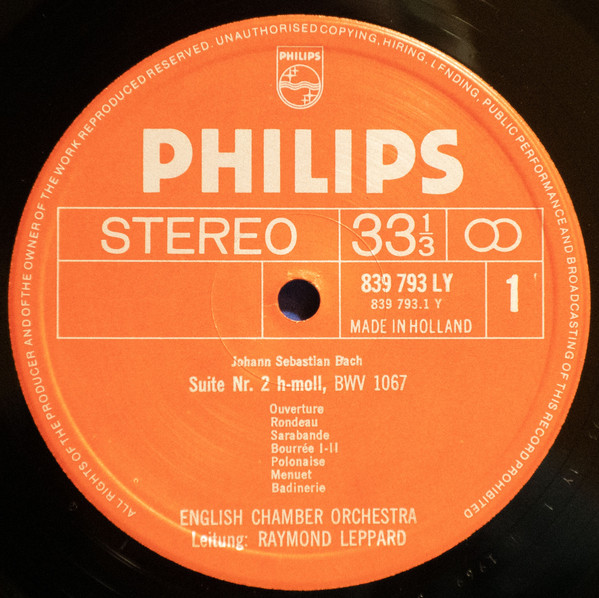 ALL RIGHTS OF THE PRODUCER AND OF THE OWNER OF THE WORK REPRODUCED RESERVED. UNAUTHORISED COPYING, HIRING, LENDING, PUBLIC PERFORMANCE AND BROADCASTING OF THIS RECORD PROHIBITED
PHILIPS
PHILIPS
STEREO 33 1/3
839 793 LY 1
839 793.1 Y
MADE IN HOLLAND
Johann Sebastian Bach
Suite Nr. 2 h-moll, BWV 1067
Ouverture
Rondeau
Sarabande
Bourrée I-II
Polonaise
Menuet
Badinerie
ENGLISH CHAMBER ORCHESTRA
Leitung: RAYMOND LEPPARD